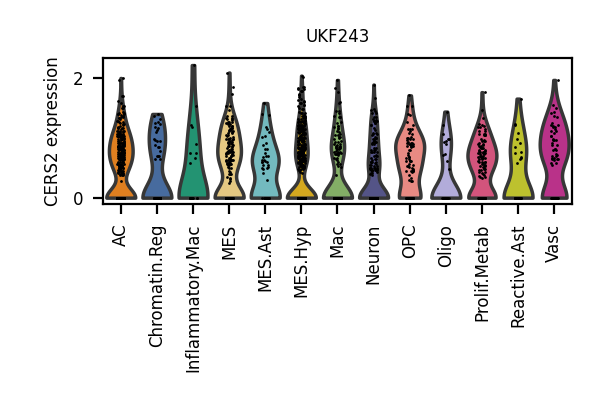 UKF243
CERS2 expression
2
0
AC
Chromatin.Reg
Inflammatory.Mac
MES
MES.Ast
MES.Hyp
Mac
Neuron
OPC
Oligo
Prolif.Metab
Reactive.Ast
Vasc